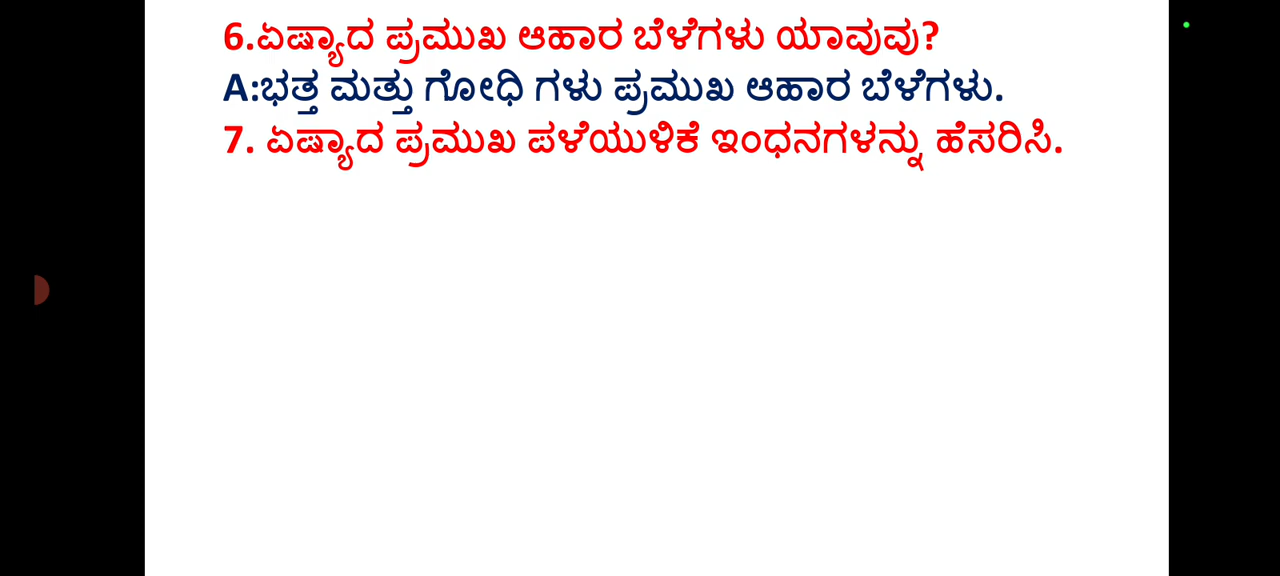 6.ಏಷ್ಯಾದ ಪ್ರಮುಖ ಆಹಾರ ಬೆಳೆಗಳು ಯಾವುವು?
A:ಭತ್ತ ಮತ್ತು ಗೋಧಿ ಗಳು ಪ್ರಮುಖ ಆಹಾರ ಬೆಳೆಗಳು.
7. ಏಷ್ಯಾದ ಪ್ರಮುಖ ಪಳೆಯುಳಿಕೆ ಇಂಧನಗಳನ್ನು ಹೆಸರಿಸಿ.